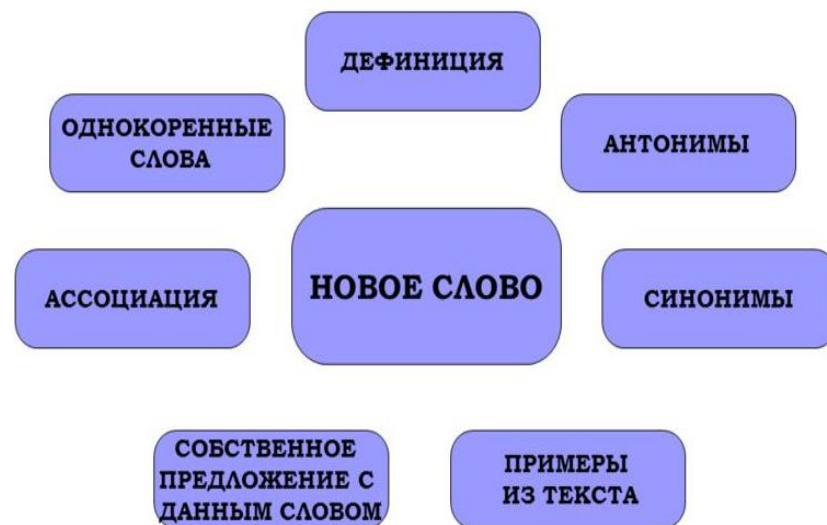 ДЕФИНИЦИЯ
ОДНОКОРЕННЫЕ
СЛОВА
АНТОНИМЫ
АССОЦИАЦИЯ
НОВОЕ СЛОВО
СИНОНИМЫ
СОБСТВЕННОЕ
ПРЕДЛОЖЕНИЕ С
ДАННЫМ СЛОВОМ
ПРИМЕРЫ
ИЗ ТЕКСТА